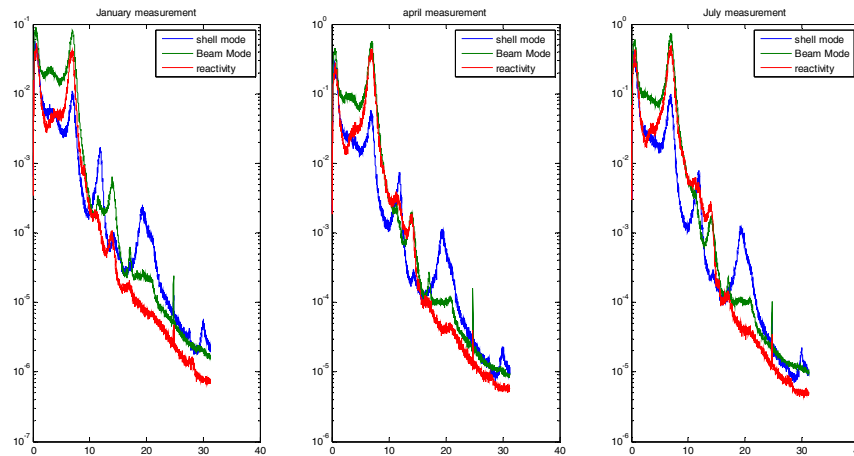 January measurement
10^-1
10^-2
10^-3
10^-4
10^-5
10^-6
10^-7
0 10 20 30 40
shell mode
Beam Mode
reactivity
april measurement
10^0
10^-1
10^-2
10^-3
10^-4
10^-5
10^-6
0 10 20 30 40
shell mode
Beam Mode
reactivity
July measurement
10^0
10^-1
10^-2
10^-3
10^-4
10^-5
10^-6
0 10 20 30
shell mode
Beam Mode
reactivity